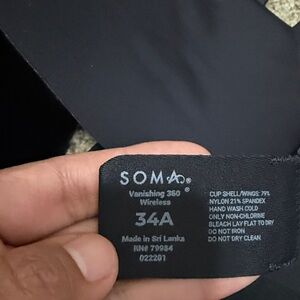 SOMA®
Vanishing 360®
Wireless
34A
Made in Sri Lanka
RN# 79984
022201
CUP SHELL/WINGS: 79%
NYLON 21% SPANDEX
HAND WASH COLD
ONLY NON-CHLORINE
BLEACH LAY FLAT TO DRY
DO NOT IRON
DO NOT DRY CLEAN